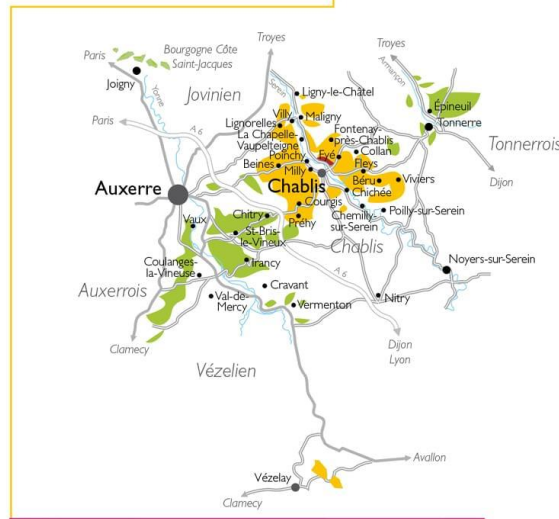 Paris
Bourgogne Côte
Saint-Jacques
Joigny
Yonne
Jovinien
Troyes
Serein
Ligny-le-Châtel
Troyes
Armançon
Épineuil
Tonnerre
Tonnerrois
Dijon
Paris
A 6
Villy
Maligny
Lignorelles
La Chapelle-
Vaupelteigne
Fontenay-
près-Chablis
Collan
Poinchy
Fyé
Fleys
Beines
Milly
Chablis
Béru
Viviers
Chichée
Auxerre
Courgis
Chemilly-
sur-Serein
Poilly-sur-Serein
Préhy
Chitry
Vaux
St-Bris-
le-Vineux
Chablis
Irancy
Coulanges-
la-Vineuse
A 6
Noyers-sur-Serein
Auxerrois
Cravant
Val-de-
Mercy
Vermenton
Nitry
Clamecy
Dijon
Lyon
Vézelien
Avallon
Vézelay
Clamecy